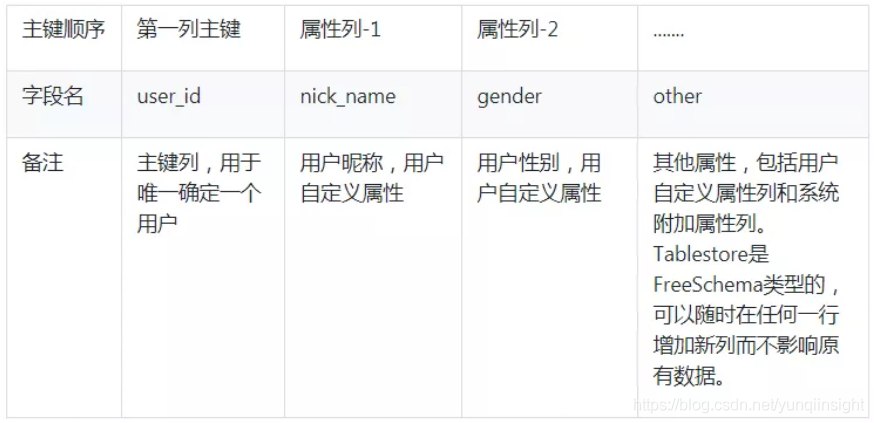 主键顺序 第一列主键 属性列-1 属性列-2 .......
字段名 user_id nick_name gender other
备注 主键列，用于 用户昵称，用户 用户性别，用 其他属性，包括用户
唯一确定一个 自定义属性 户自定义属性 自定义属性列和系统
用户 附加属性列。
Tablestore是
FreeSchema类型的，
可以随时在任何一行
增加新列而不影响原
有数据。
https://blog.csdn.net/yunqiinsight